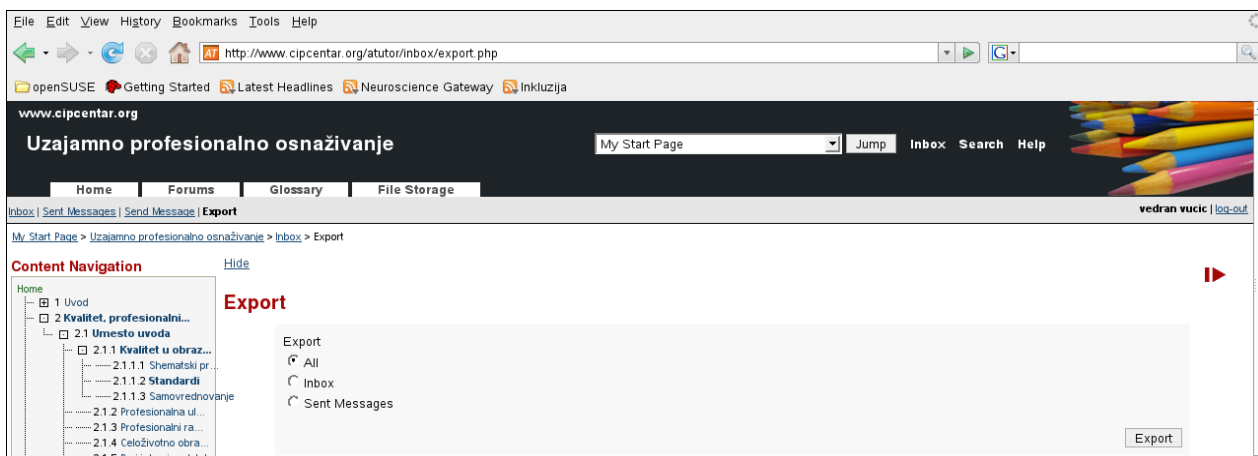 File Edit View History Bookmarks Tools Help
http://www.cipcentar.org/atutor/inbox/export.php
openSUSE Getting Started Latest Headlines Neuroscience Gateway Inkluzija
www.cipcentar.org
Uzajamno profesionalno osnaživanje My Start Page Jump Inbox Search Help
Home Forums Glossary File Storage
Inbox | Sent Messages | Send Message | Export vedran vucic | log-out
My Start Page > Uzajamno profesionalno osnaživanje > Inbox > Export
Content Navigation Hide
Home
Export
1 Uvod
2 Kvalitet, profesionalni...
2.1 Umesto uvoda
2.1.1 Kvalitet u obraz...
2.1.1.1 Shematski pr...
2.1.1.2 Standardi
2.1.1.3 Samovrednovanje
2.1.2 Profesionalna ul...
2.1.3 Profesionalni ra...
2.1.4 Celoživotno obra...
Export
All
Inbox
Sent Messages
Export